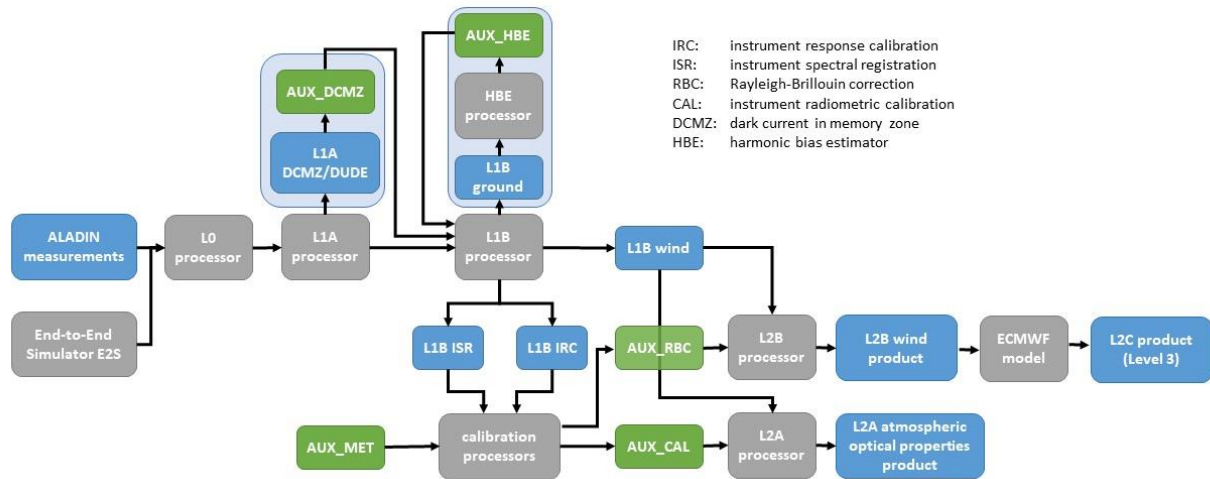 AUX_HBE
HBE
processor
L1B
ground
AUX_DCMZ
L1A
DCMZ/DUDE
IRC: instrument response calibration
ISR: instrument spectral registration
RBC: Rayleigh-Brillouin correction
CAL: instrument radiometric calibration
DCMZ: dark current in memory zone
HBE: harmonic bias estimator
ALADIN
measurements
L0
processor
L1A
processor
L1B
processor
L1B wind
End-to-End
Simulator E2S
L1B ISR
L1B IRC
AUX_RBC
L2B
processor
L2B wind
product
ECMWF
model
L2C product
(Level 3)
AUX_MET
calibration
processors
AUX_CAL
L2A
processor
L2A atmospheric
optical properties
product